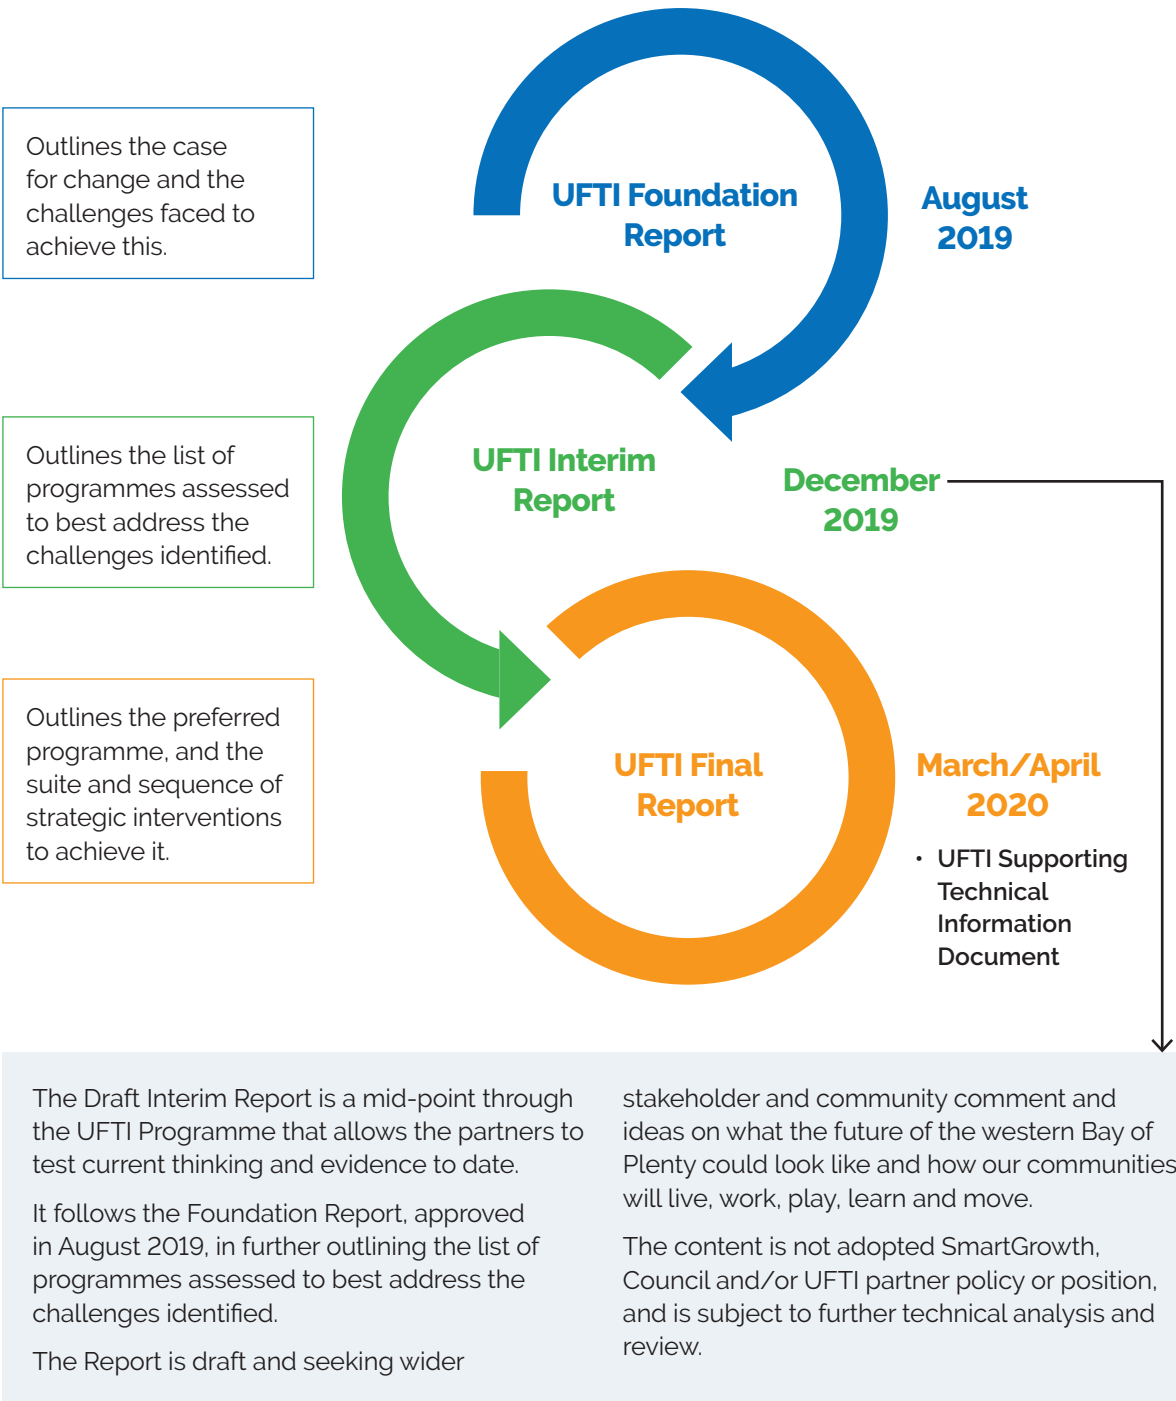 Outlines the case
for change and the
challenges faced to
achieve this.
UFTI Foundation
Report
August
2019
Outlines the list of
programmes assessed
to best address the
challenges identified.
UFTI Interim
Report
December
2019
Outlines the preferred
programme, and the
suite and sequence of
strategic interventions
to achieve it.
UFTI Final
Report
March/April
2020
• UFTI Supporting
Technical
Information
Document
The Draft Interim Report is a mid-point through
the UFTI Programme that allows the partners to
test current thinking and evidence to date.
It follows the Foundation Report, approved
in August 2019, in further outlining the list of
programmes assessed to best address the
challenges identified.
The Report is draft and seeking wider
stakeholder and community comment and
ideas on what the future of the western Bay of
Plenty could look like and how our communities
will live, work, play, learn and move.
The content is not adopted SmartGrowth,
Council and/or UFTI partner policy or position,
and is subject to further technical analysis and
review.